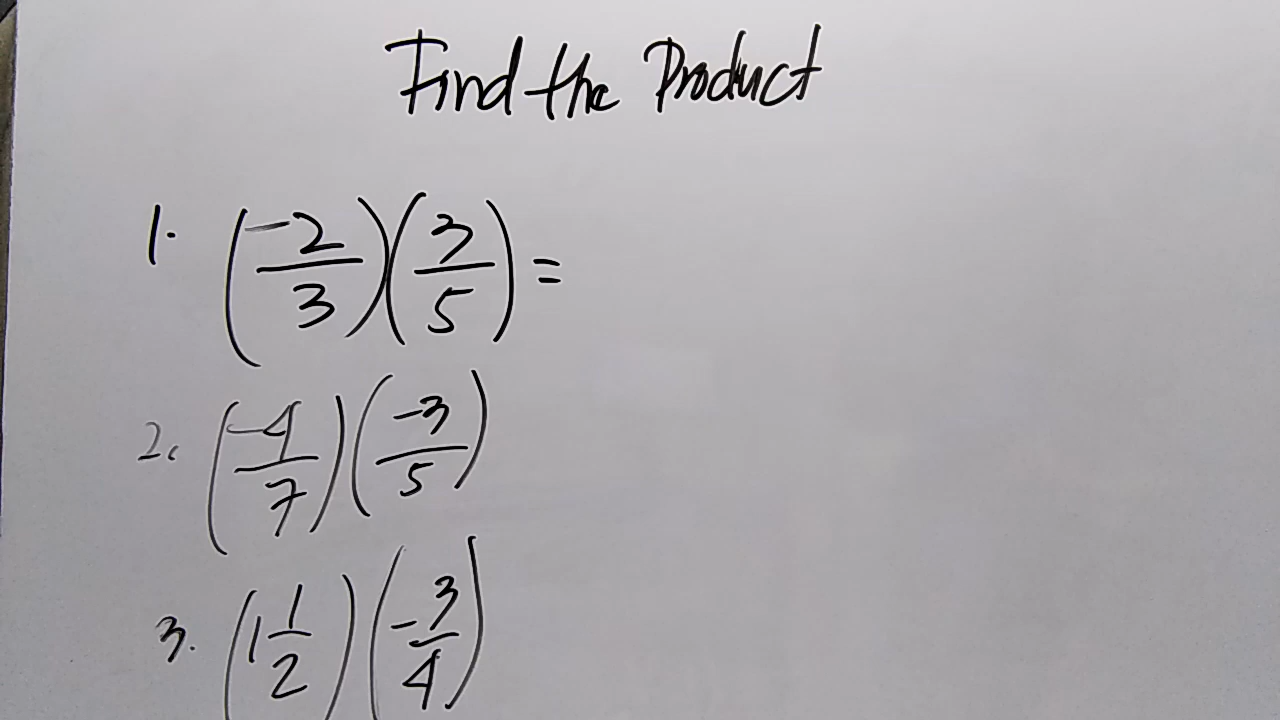 Find the Product
1. (-2/3)(3/5) =
2. (-4/7)(-3/5)
3. (1 1/2)(-3/4)